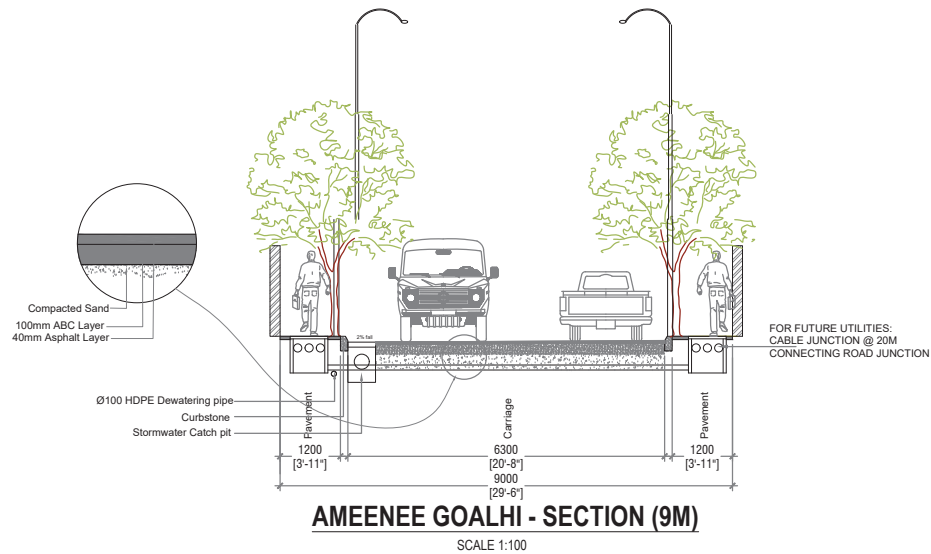 Compacted Sand
100mm ABC Layer
40mm Asphalt Layer
2% fall
FOR FUTURE UTILITIES:
CABLE JUNCTION @ 20M
CONNECTING ROAD JUNCTION
Ø100 HDPE Dewatering pipe
Curbstone
Stormwater Catch pit
Pavement
Carriage
Pavement
1200
[3'-11"]
6300
[20'-8"]
1200
[3'-11"]
9000
[29'-6"]
AMEENEE GOALHI - SECTION (9M)
SCALE 1:100